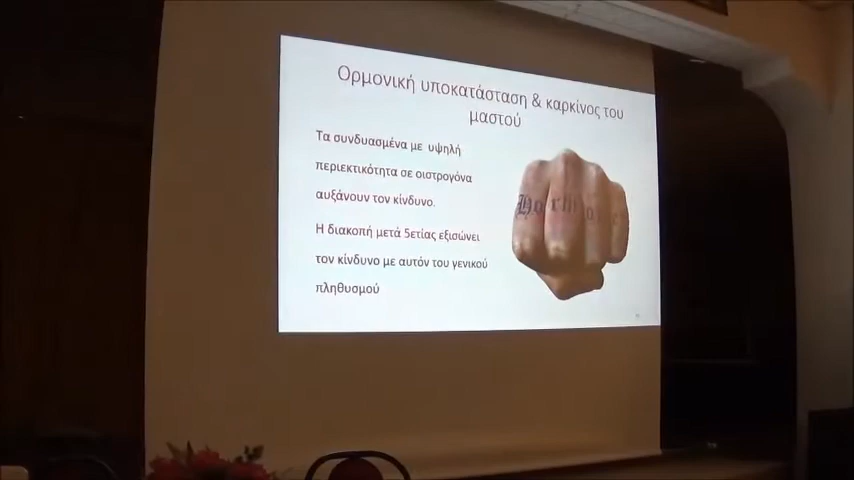 Ορμονική υποκατάσταση & καρκίνος του
μαστού
Τα συνδυασμένα με υψηλή
περιεκτικότητα σε οιστρογόνα
αυξάνουν τον κίνδυνο.
Η διακοπή μετά 5ετίας εξισώνει
τον κίνδυνο με αυτόν του γενικού
πληθυσμού